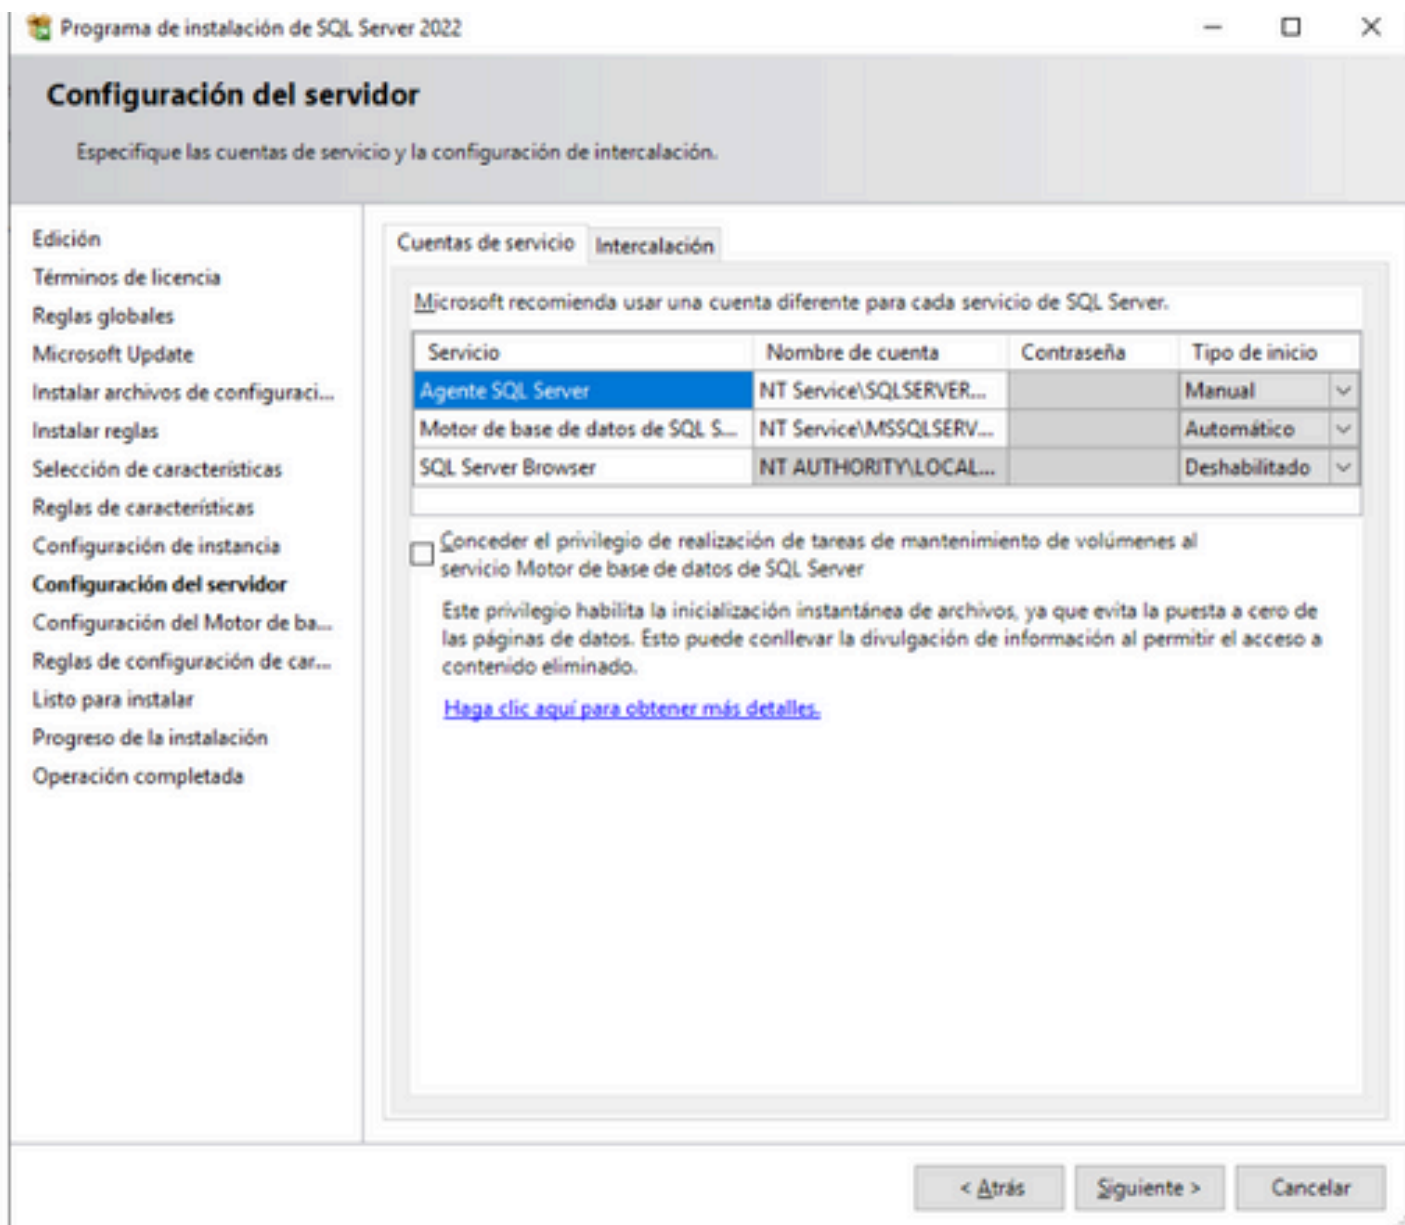 Programa de instalación de SQL Server 2022
Configuración del servidor
Especifique las cuentas de servicio y la configuración de intercalación.
Edición
Términos de licencia
Reglas globales
Microsoft Update
Instalar archivos de configuraci...
Instalar reglas
Selección de características
Reglas de características
Configuración de instancia
Configuración del servidor
Configuración del Motor de ba...
Reglas de configuración de car...
Listo para instalar
Progreso de la instalación
Operación completada
Cuentas de servicio Intercalación
Microsoft recomienda usar una cuenta diferente para cada servicio de SQL Server.
Servicio Nombre de cuenta Contraseña Tipo de inicio
Agente SQL Server NT Service\SQLSERVER... Manual
Motor de base de datos de SQL S... NT Service\MSSQLSERV... Automático
SQL Server Browser NT AUTHORITY\LOCAL... Deshabilitado
Conceder el privilegio de realización de tareas de mantenimiento de volúmenes al
servicio Motor de base de datos de SQL Server
Este privilegio habilita la inicialización instantánea de archivos, ya que evita la puesta a cero de
las páginas de datos. Esto puede conllevar la divulgación de información al permitir el acceso a
contenido eliminado.
Haga clic aquí para obtener más detalles.
< Atrás Siguiente > Cancelar